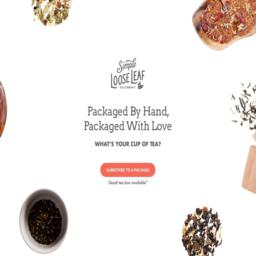 Simple
LOOSE LEAF
TEA COMPANY
Packaged By Hand,
Packaged With Love
WHAT'S YOUR CUP OF TEA?
SUBSCRIBE TO A PACKAGE
Decaf tea box available*